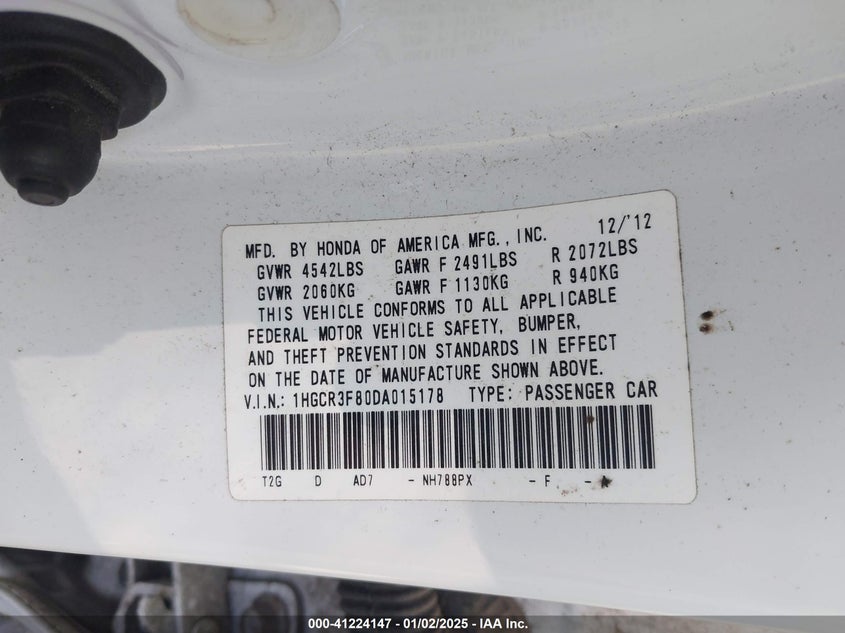 MFD. BY HONDA OF AMERICA MFG., INC. 12/'12
GVWR 4542LBS GAWR F 2491LBS R 2072LBS
GVWR 2060KG GAWR F 1130KG R 940KG
THIS VEHICLE CONFORMS TO ALL APPLICABLE
FEDERAL MOTOR VEHICLE SAFETY, BUMPER,
AND THEFT PREVENTION STANDARDS IN EFFECT
ON THE DATE OF MANUFACTURE SHOWN ABOVE.
V.I.N.: 1HGCR3F80DA015178 TYPE: PASSENGER CAR
T2G D AD7 - NH788PX - F -
000-41224147 - 01/02/2025 - IAA Inc.